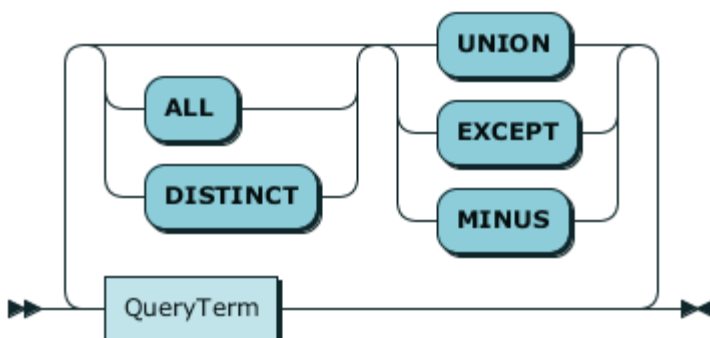 UNION
ALL
EXCEPT
DISTINCT
MINUS
QueryTerm